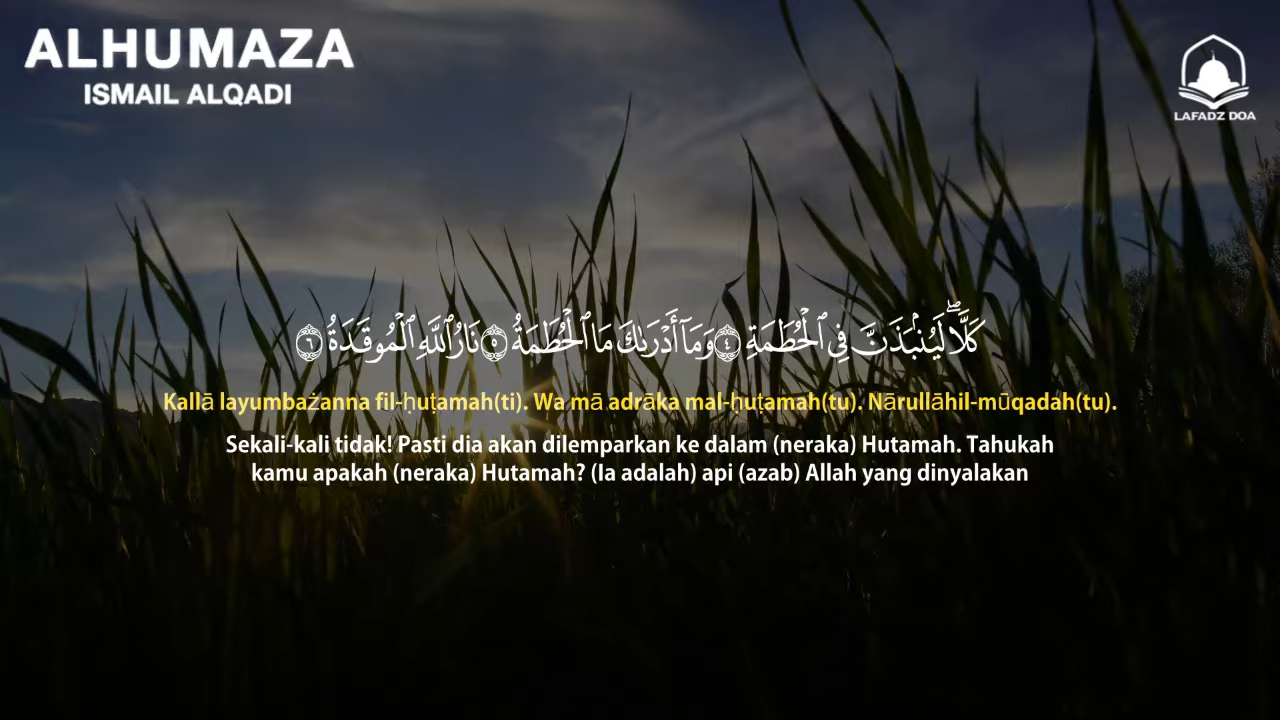 ALHUMAZA
ISMAIL ALQADI
LAFADZ DOA
كَلَّا ۖ لَيُنۢبَذَنَّ فِى ٱلْحُطَمَةِ ٤ وَمَآ أَدْرَىٰكَ مَا ٱلْحُطَمَةُ ٥ نَارُ ٱللَّهِ ٱلْمُوقَدَةُ ٦
Kallā layumbażanna fil-ḥuṭamah(ti). Wa mā adrāka mal-ḥuṭamah(tu). Nārullāhil-mūqadah(tu).
Sekali-kali tidak! Pasti dia akan dilemparkan ke dalam (neraka) Hutamah. Tahukah
kamu apakah (neraka) Hutamah? (Ia adalah) api (azab) Allah yang dinyalakan